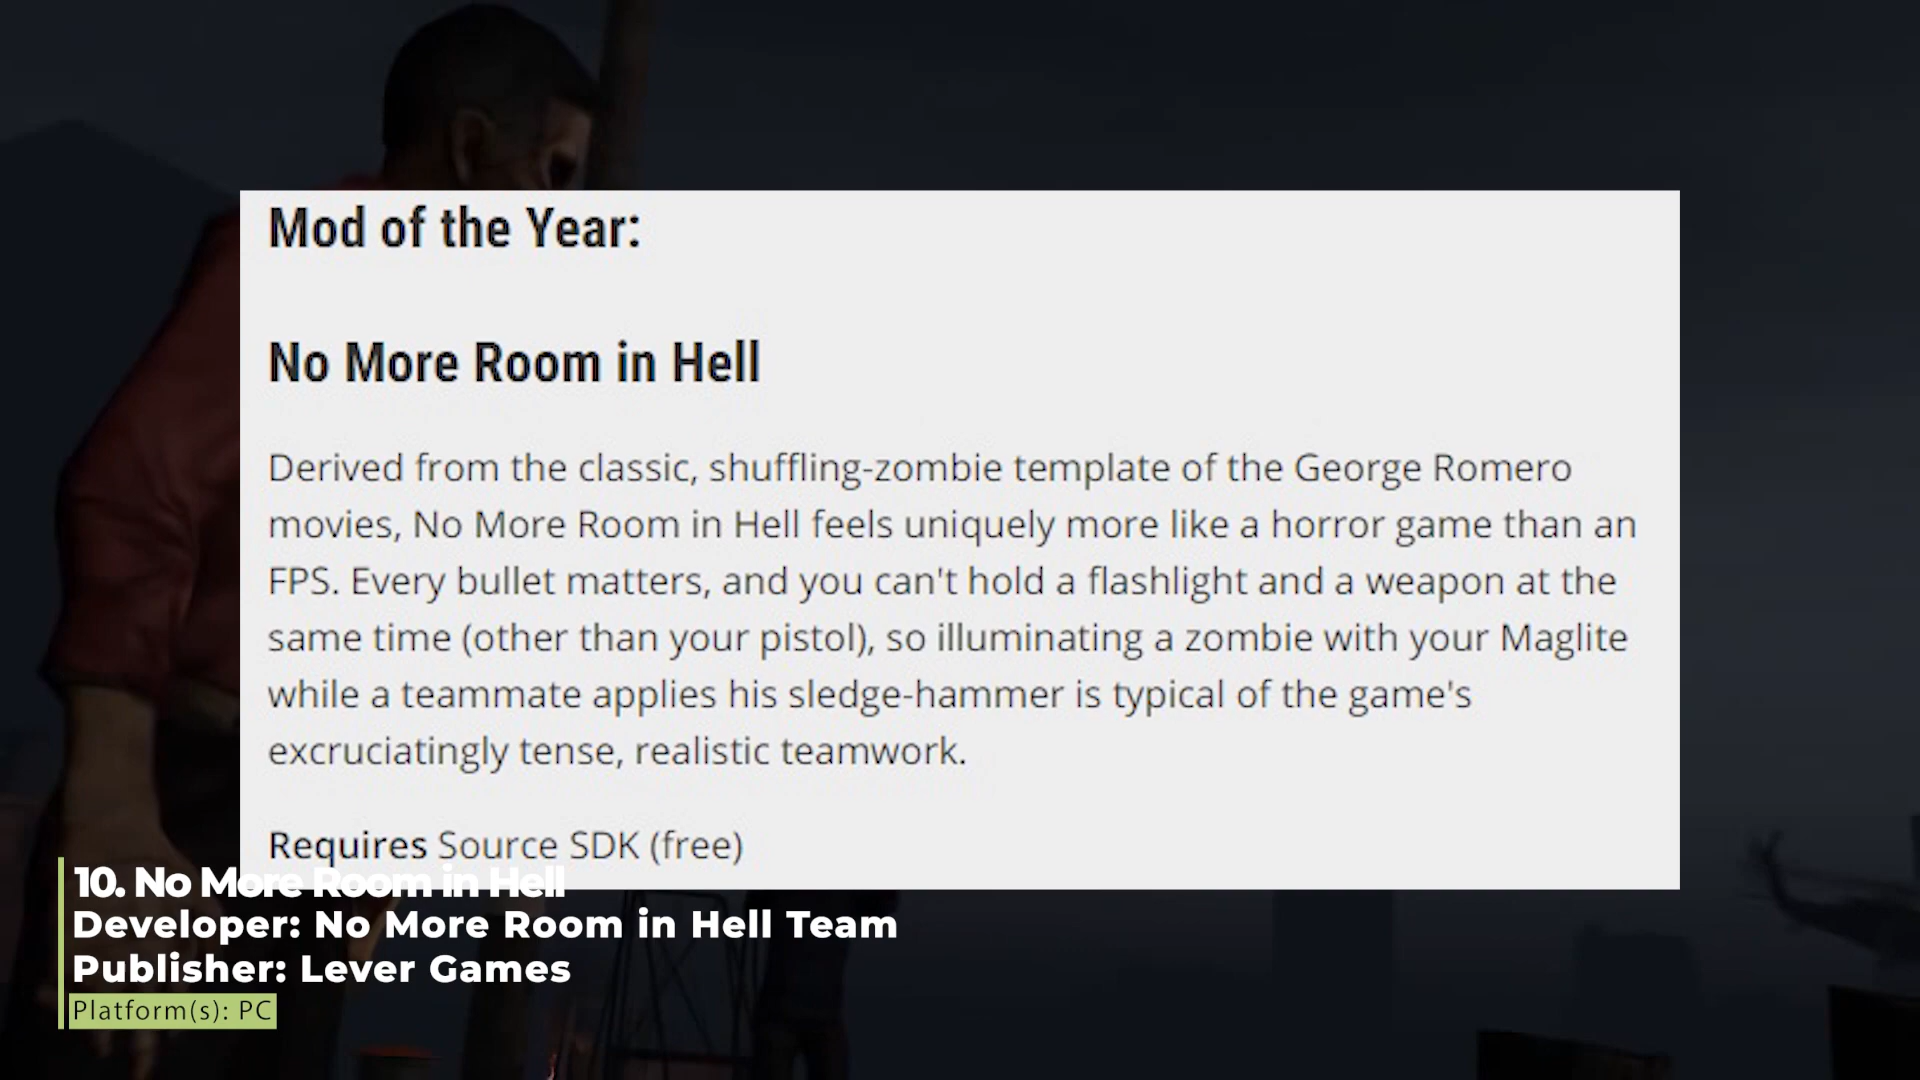 Mod of the Year:
No More Room in Hell
Derived from the classic, shuffling-zombie template of the George Romero
movies, No More Room in Hell feels uniquely more like a horror game than an
FPS. Every bullet matters, and you can't hold a flashlight and a weapon at the
same time (other than your pistol), so illuminating a zombie with your Maglite
while a teammate applies his sledge-hammer is typical of the game's
excruciatingly tense, realistic teamwork.
Requires Source SDK (free)
10. No More Room in Hell
Developer: No More Room in Hell Team
Publisher: Lever Games
Platform(s): PC